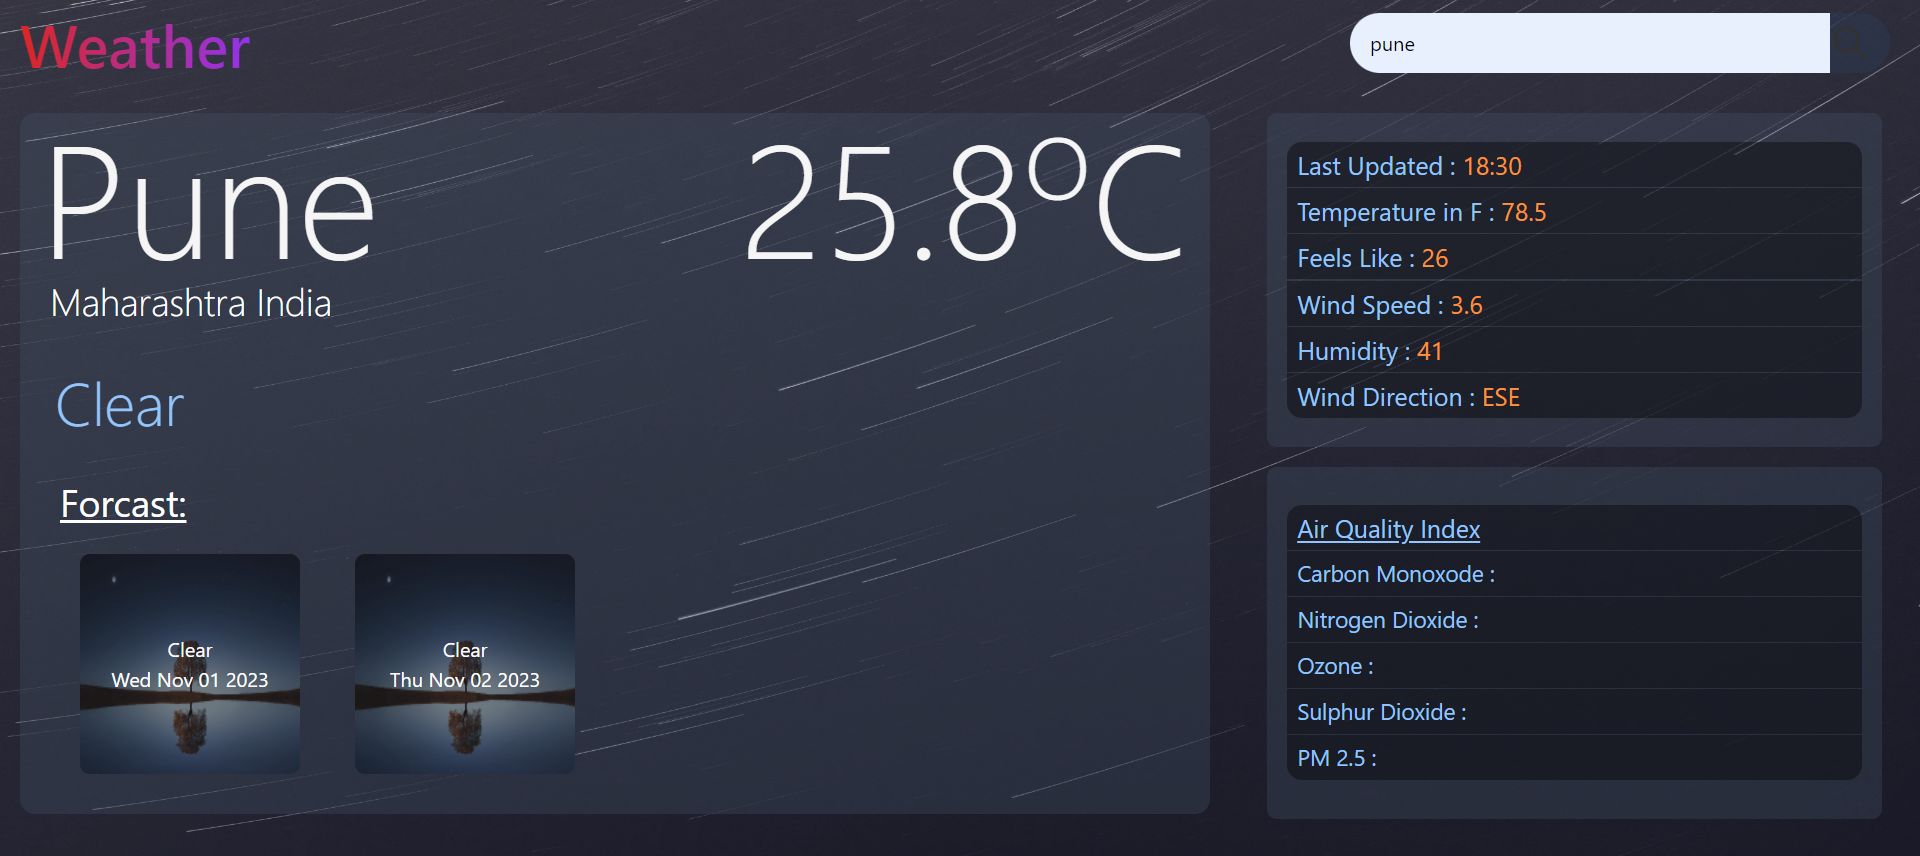 Weather
pune
Pune
25.8°C
Maharashtra India
Clear
Forcast:
Clear
Wed Nov 01 2023
Clear
Thu Nov 02 2023
Last Updated : 18:30
Temperature in F : 78.5
Feels Like : 26
Wind Speed : 3.6
Humidity : 41
Wind Direction : ESE
Air Quality Index
Carbon Monoxode :
Nitrogen Dioxide :
Ozone :
Sulphur Dioxide :
PM 2.5 :